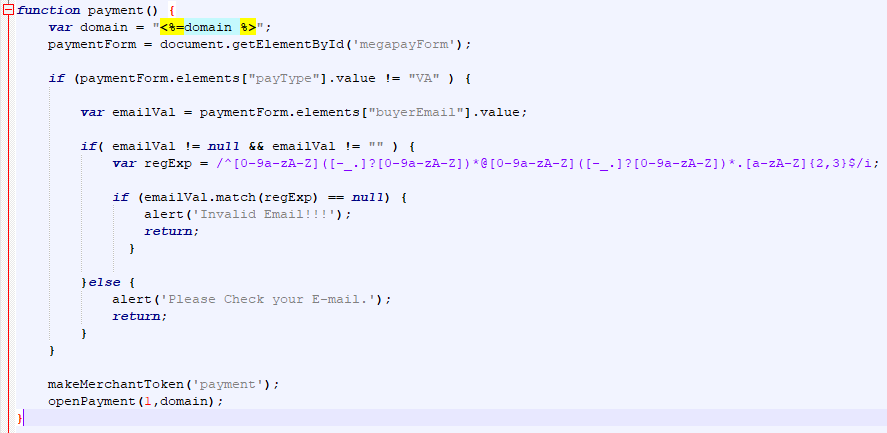 function payment() {
var domain = "<%=domain %>";
paymentForm = document.getElementById('megapayForm');
if (paymentForm.elements["payType"].value != "VA" ) {
var emailVal = paymentForm.elements["buyerEmail"].value;
if( emailVal != null && emailVal != "" ) {
var regExp = /^[0-9a-zA-Z]([-_.]?[0-9a-zA-Z])*@[0-9a-zA-Z]([-_.]?[0-9a-zA-Z])*.[a-zA-Z]{2,3}$/i;
if (emailVal.match(regExp) == null) {
alert('Invalid Email!!!');
return;
}
}else {
alert('Please Check your E-mail.');
return;
}
}
makeMerchantToken('payment');
openPayment(1,domain);
}